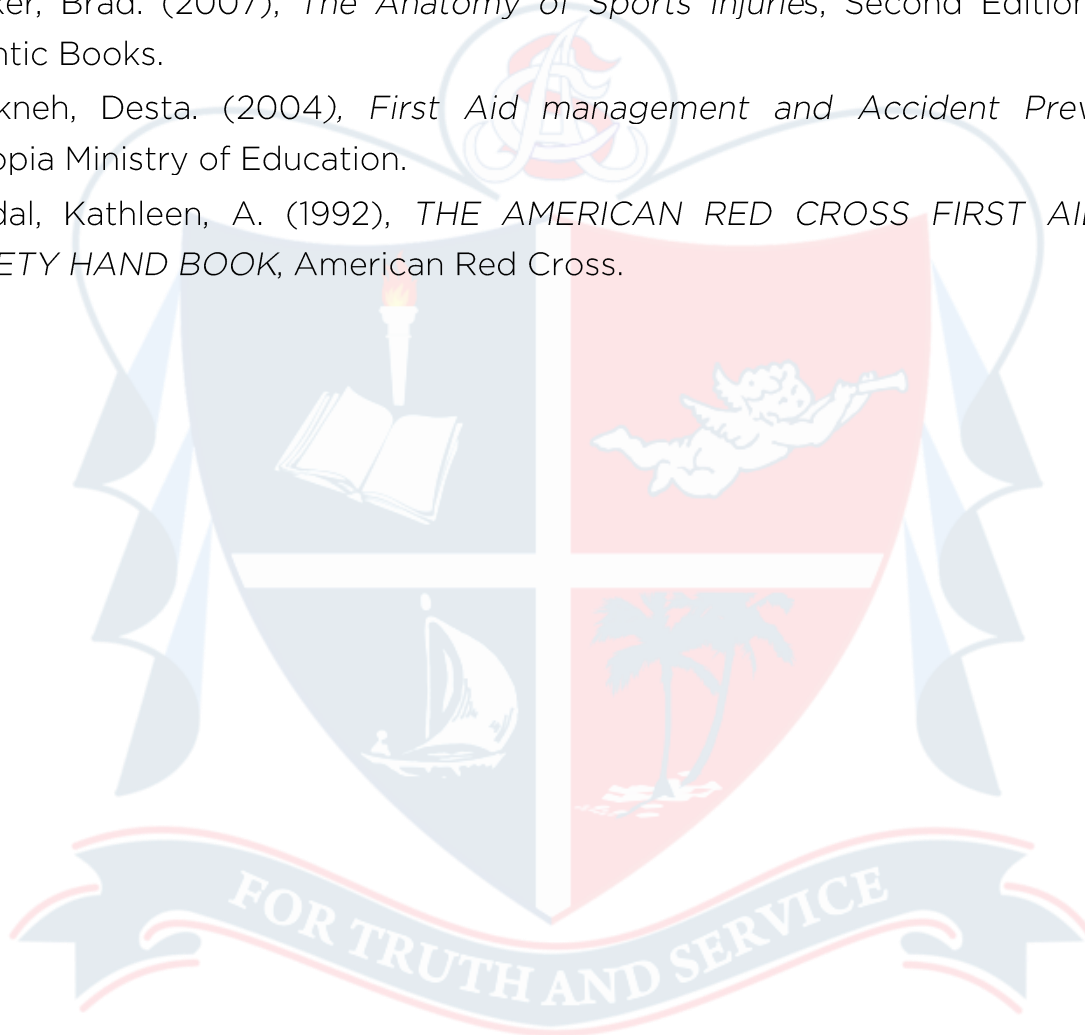 ker, Brad. (2007), The Anatomy of Sports Injuries, Second Edition
ntic Books.
kneh, Desta. (2004), First Aid management and Accident Prev
opia Ministry of Education.
dal, Kathleen, A. (1992), THE AMERICAN RED CROSS FIRST AI
ETY HAND BOOK, American Red Cross.
FOR TRUTH AND SERVICE